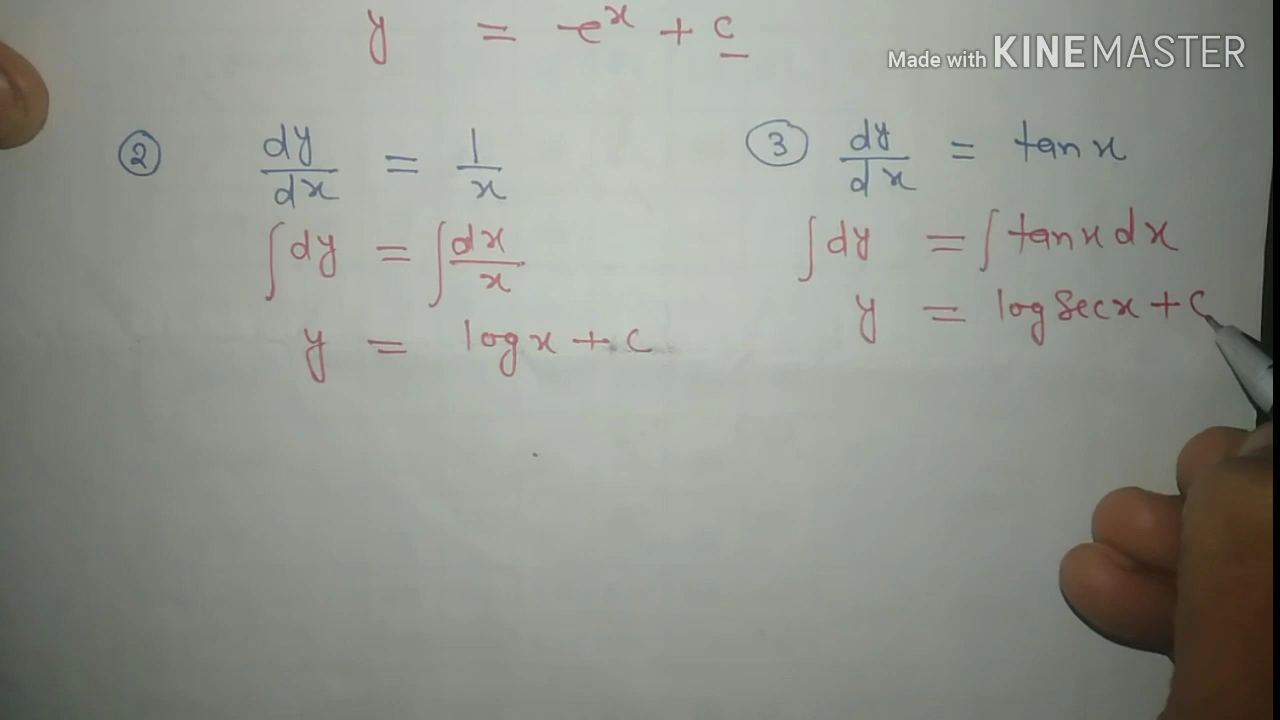 y = e^x + c
Made with KINEMASTER
② dy/dx = 1/x
∫dy = ∫dx/x
y = log x + c
③ dy/dx = tan x
∫dy = ∫tan x dx
y = log Sec x + c